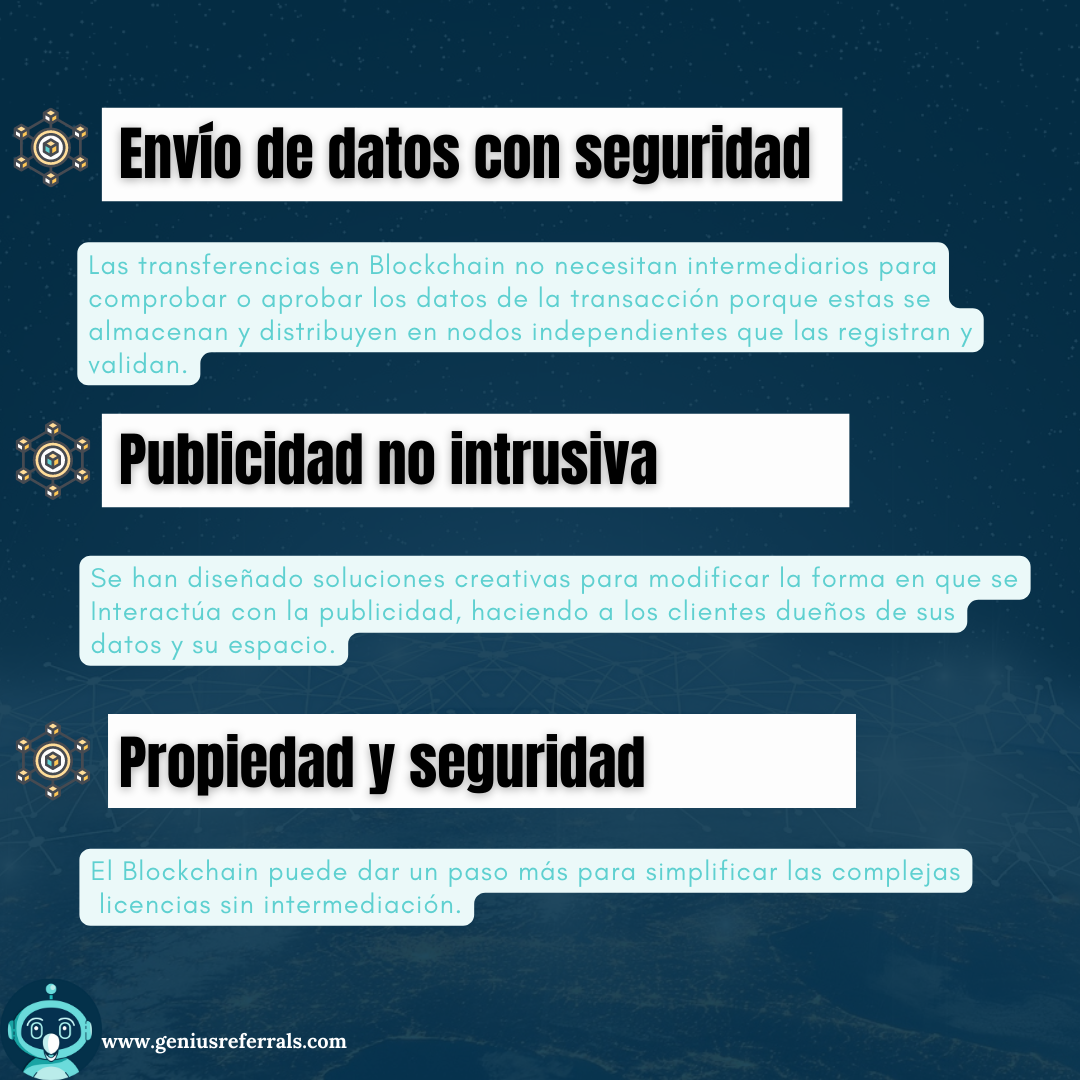 Envío de datos con seguridad
Las transferencias en Blockchain no necesitan intermediarios para
comprobar o aprobar los datos de la transacción porque estas se
almacenan y distribuyen en nodos independientes que las registran y
validan.
Publicidad no intrusiva
Se han diseñado soluciones creativas para modificar la forma en que se
Interactúa con la publicidad, haciendo a los clientes dueños de sus
datos y su espacio.
Propiedad y seguridad
El Blockchain puede dar un paso más para simplificar las complejas
licencias sin intermediación.
www.geniusreferrals.com